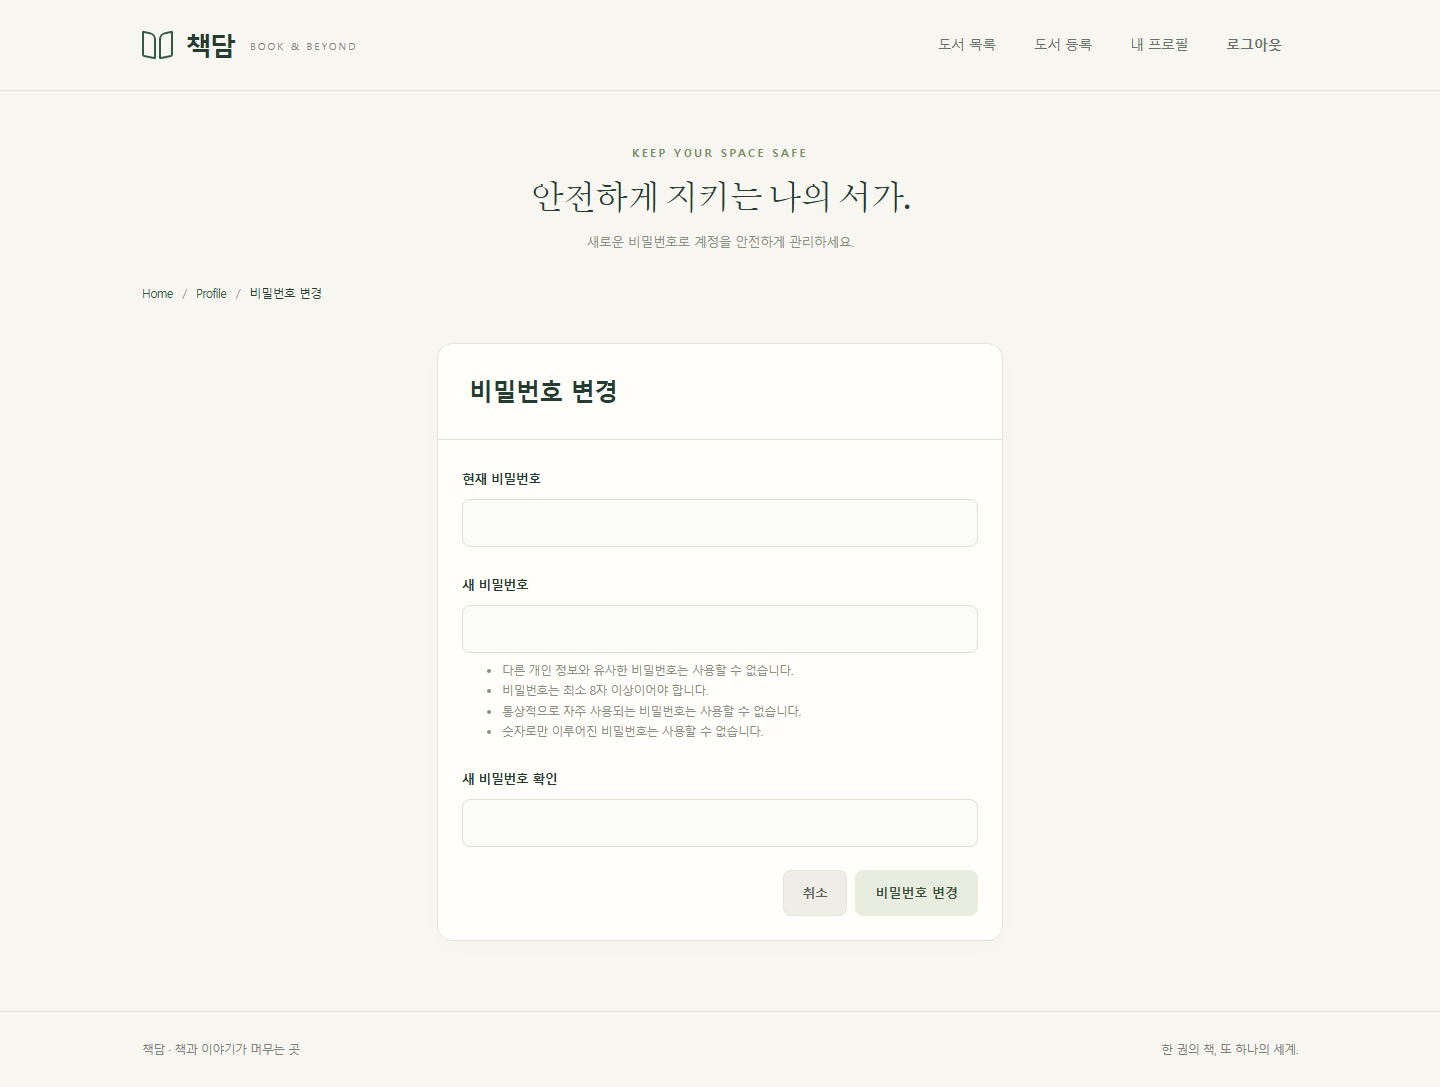 책담 BOOK & BEYOND
도서 목록 도서 등록 내 프로필 로그아웃
KEEP YOUR SPACE SAFE
안전하게 지키는 나의 서가.
새로운 비밀번호로 계정을 안전하게 관리하세요.
Home / Profile / 비밀번호 변경
비밀번호 변경
현재 비밀번호
새 비밀번호
• 다른 개인 정보와 유사한 비밀번호는 사용할 수 없습니다.
• 비밀번호는 최소 8자 이상이어야 합니다.
• 통상적으로 자주 사용되는 비밀번호는 사용할 수 없습니다.
• 숫자로만 이루어진 비밀번호는 사용할 수 없습니다.
새 비밀번호 확인
취소 비밀번호 변경
책담 · 책과 이야기가 머무는 곳 한 권의 책, 또 하나의 세계.